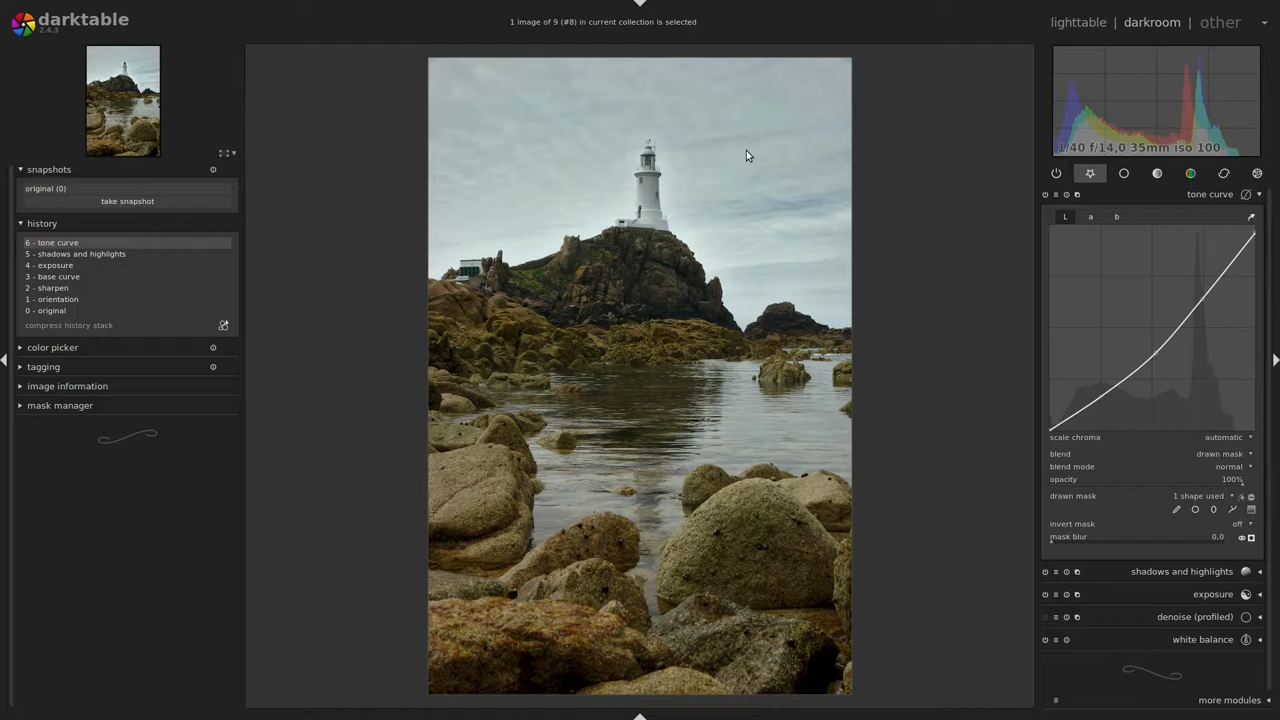 darktable
2.4.3
1 image of 9 (#8) in current collection is selected
lighttable | darkroom | other
snapshots
original (0)
take snapshot
history
6 - tone curve
5 - shadows and highlights
4 - exposure
3 - base curve
2 - sharpen
1 - orientation
0 - original
compress history stack
color picker
tagging
image information
mask manager
1/40 f/14,0 35mm iso 100
tone curve
L a b
scale chroma automatic
blend drawn mask
blend mode normal
opacity 100%
drawn mask 1 shape used
invert mask off
mask blur 0,0
shadows and highlights
exposure
denoise (profiled)
white balance
more modules